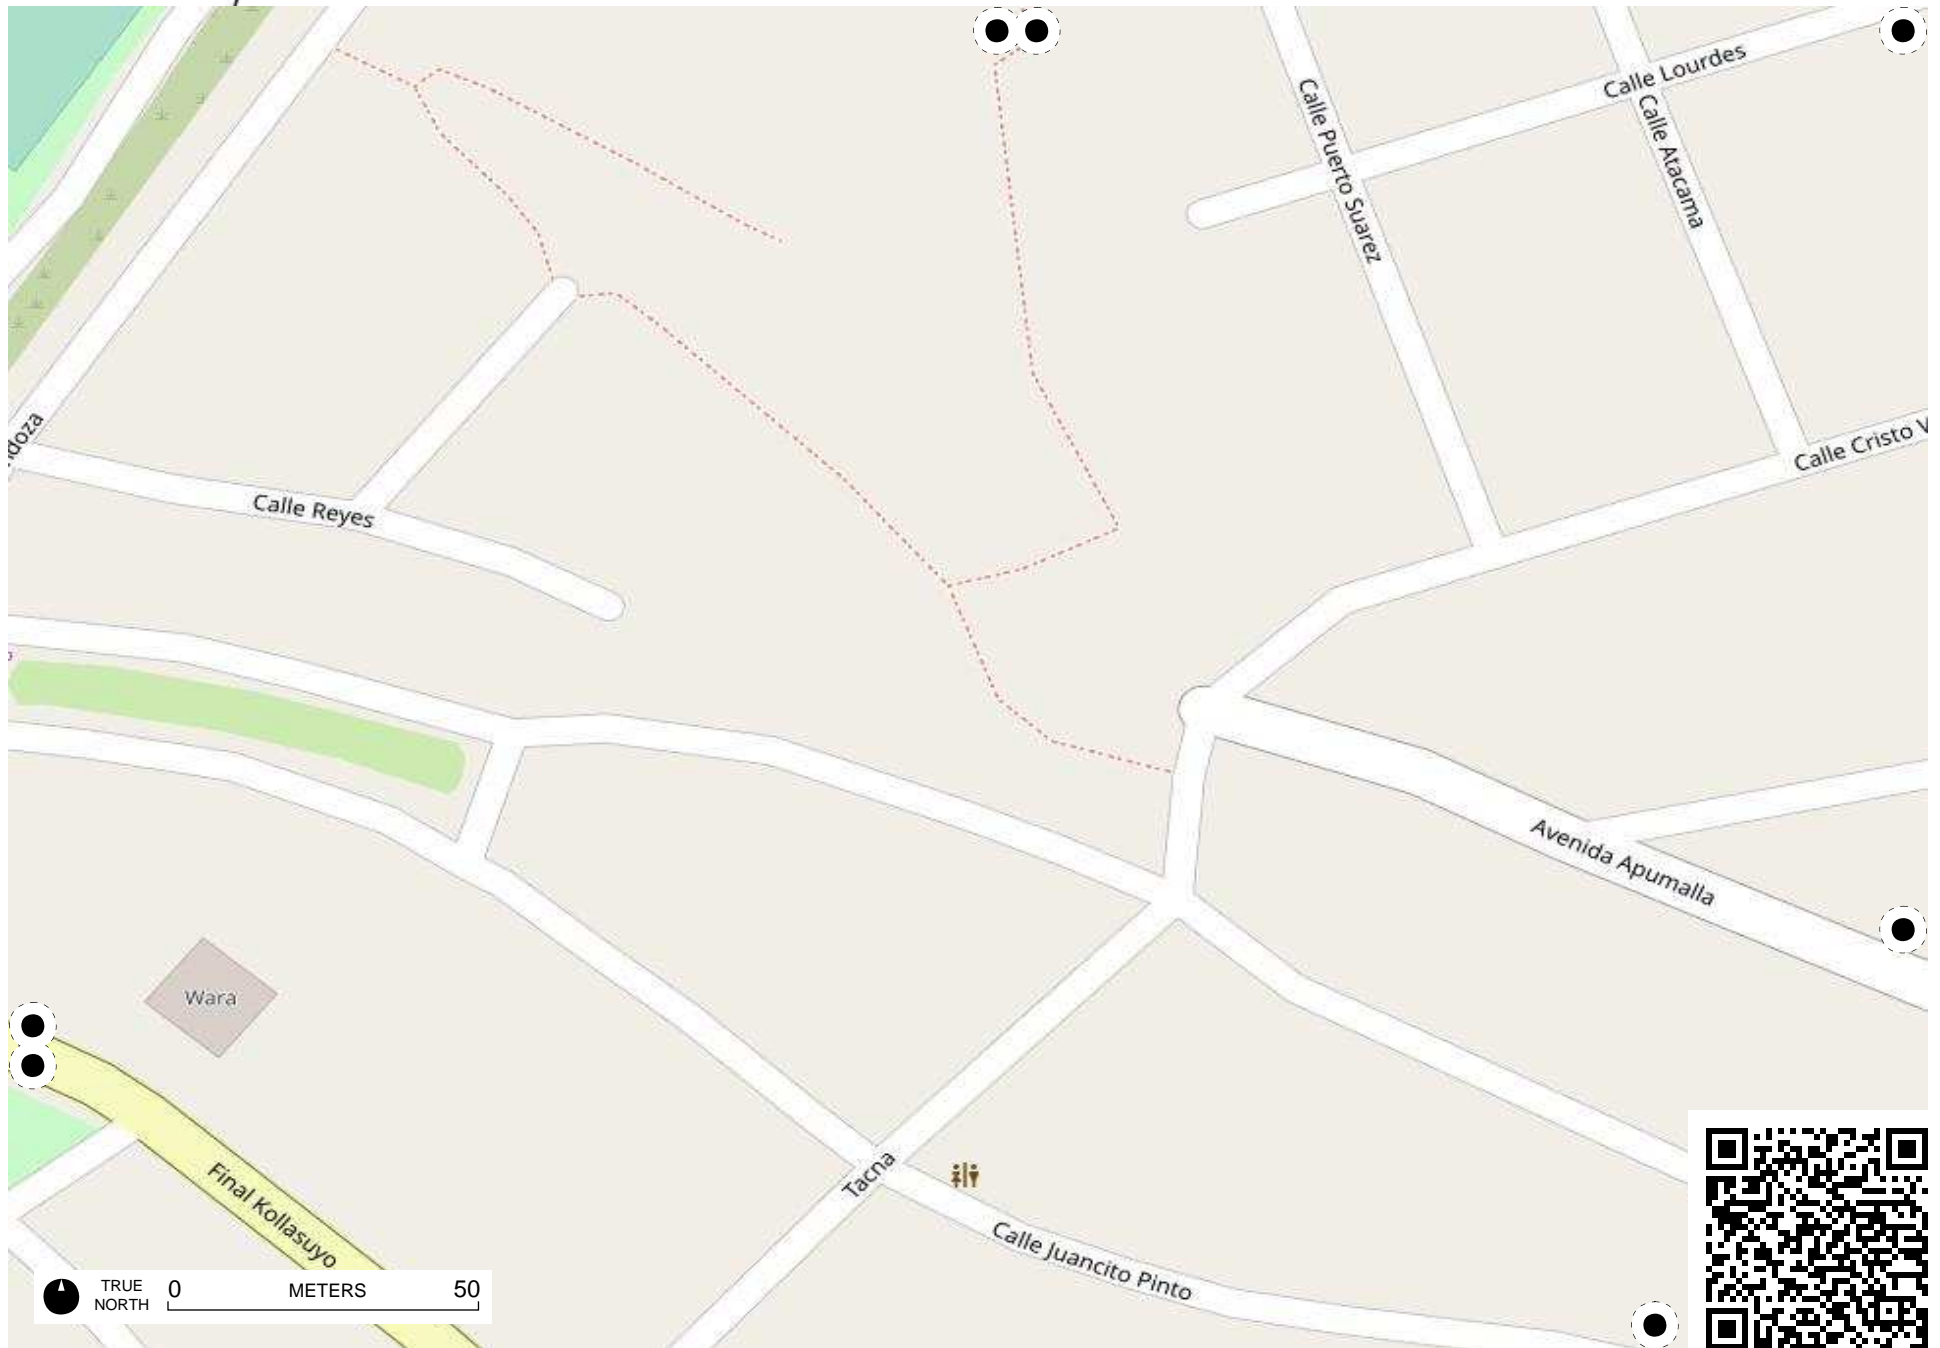 Calle Lourdes
Calle Puerto Suarez
Calle Atacama
Calle Cristo V
Calle Reyes
Avenida Apumalla
Wara
Tacna
Final Kollasuyo
Calle Juancito Pinto
TRUE
NORTH
0 METERS 50